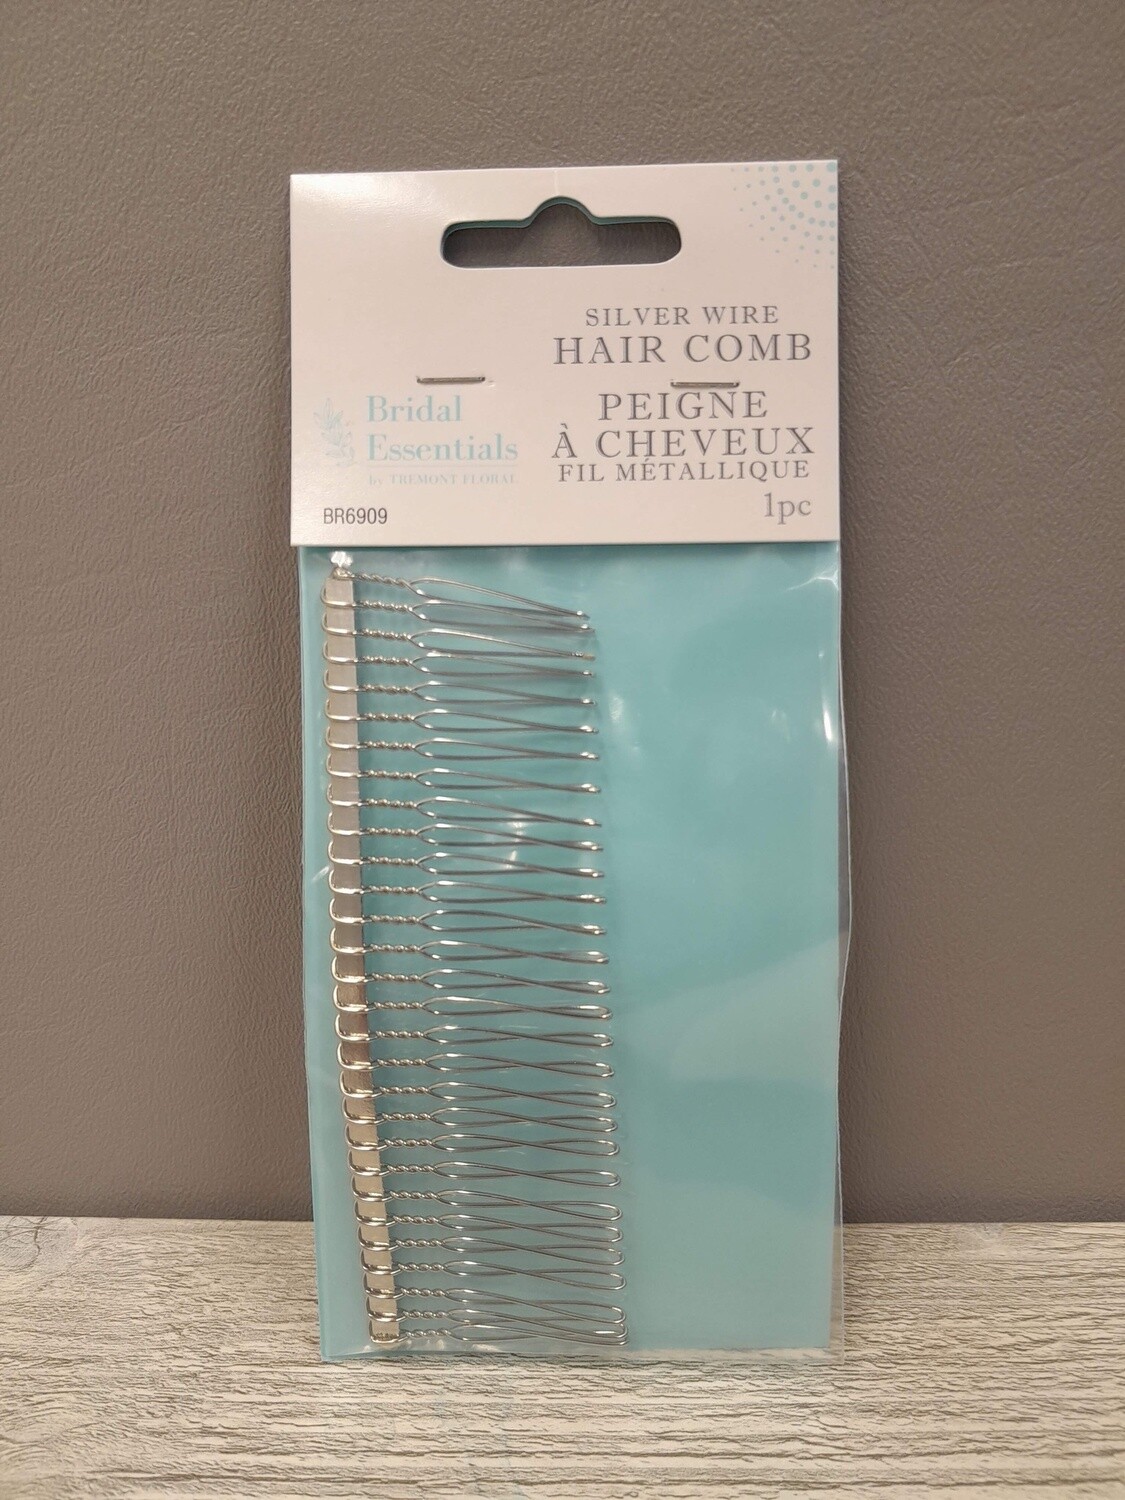 SILVER WIRE
HAIR COMB
PEIGNE
À CHEVEUX
FIL MÉTALLIQUE
1pc
Bridal
Essentials
by TREMONT FLORAL
BR6909